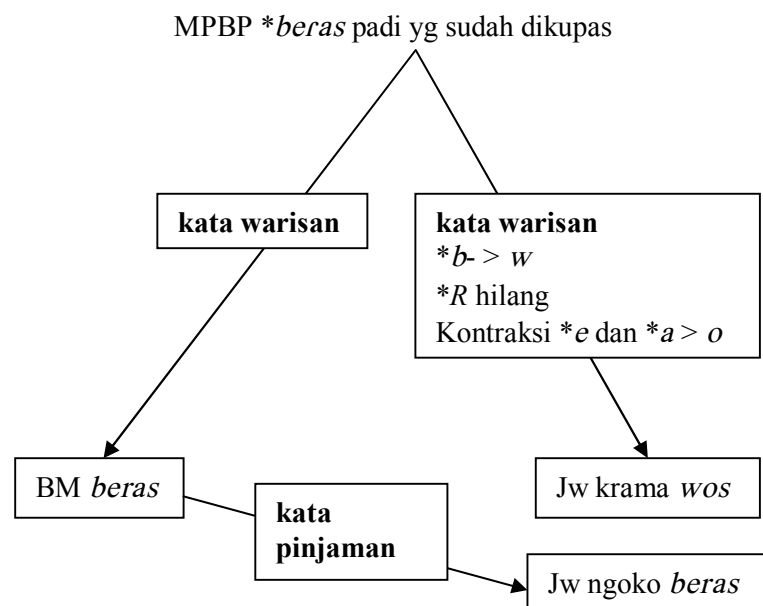 MPBP *beras padi yg sudah dikupas
kata warisan
kata warisan
*b- > w
*R hilang
Kontraksi *e dan *a > o
BM beras
kata
pinjaman
Jw krama wos
Jw ngoko beras